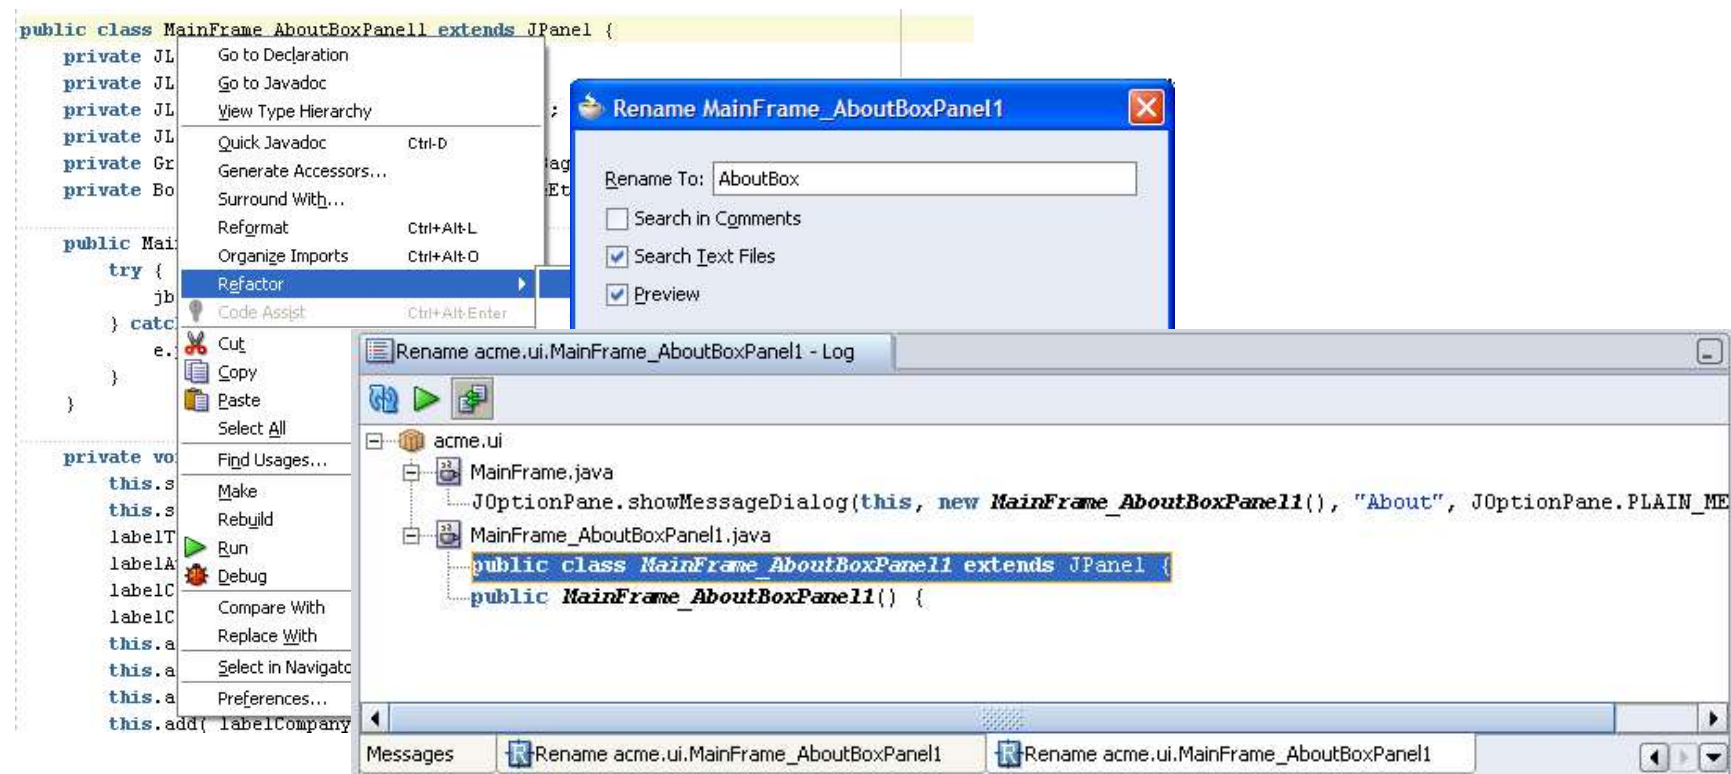 public class MainFrame_AboutBoxPanel1 extends JPanel {
private JL
private JL
private JL ;
private JL
private Gr Bag
private Bo Et
public Mai
try {
jb
} catc
e.
}
}
private vo
this.s
this.s
labelT
labelA
labelC
labelC
this.a
this.a
this.a
this.add( labelCompany
Go to Declaration
Go to Javadoc
View Type Hierarchy
Quick Javadoc Ctrl-D
Generate Accessors...
Surround With...
Reformat Ctrl+Alt-L
Organize Imports Ctrl+Alt-O
Refactor
Code Assist Ctrl+Alt-Enter
Cut
Copy
Paste
Select All
Find Usages...
Make
Rebuild
Run
Debug
Compare With
Replace With
Select in Navigato
Preferences...
Rename MainFrame_AboutBoxPanel1
Rename To: AboutBox
Search in Comments
Search Text Files
Preview
Rename acme.ui.MainFrame_AboutBoxPanel1 - Log
acme.ui
MainFrame.java
JOptionPane.showMessageDialog(this, new MainFrame_AboutBoxPanel1(), "About", JOptionPane.PLAIN_ME
MainFrame_AboutBoxPanel1.java
public class MainFrame_AboutBoxPanel1 extends JPanel {
public MainFrame_AboutBoxPanel1() {
Messages
Rename acme.ui.MainFrame_AboutBoxPanel1
Rename acme.ui.MainFrame_AboutBoxPanel1